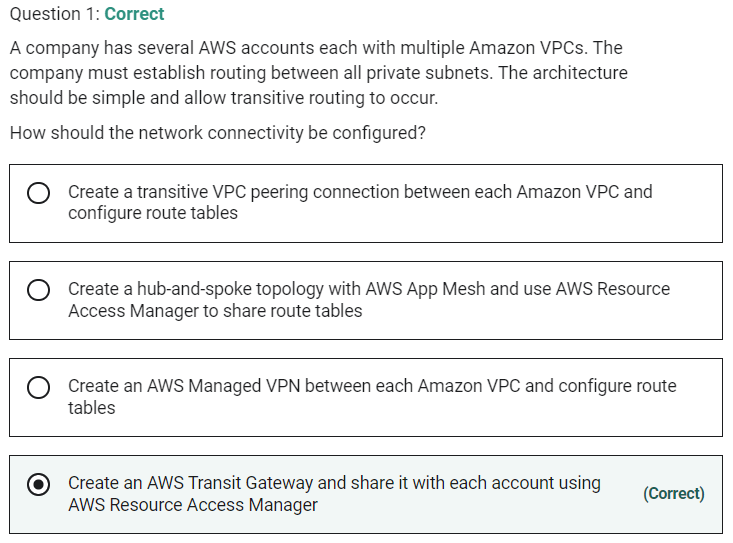 Question 1: Correct
A company has several AWS accounts each with multiple Amazon VPCs. The
company must establish routing between all private subnets. The architecture
should be simple and allow transitive routing to occur.
How should the network connectivity be configured?
Create a transitive VPC peering connection between each Amazon VPC and
configure route tables
Create a hub-and-spoke topology with AWS App Mesh and use AWS Resource
Access Manager to share route tables
Create an AWS Managed VPN between each Amazon VPC and configure route
tables
Create an AWS Transit Gateway and share it with each account using
AWS Resource Access Manager
(Correct)